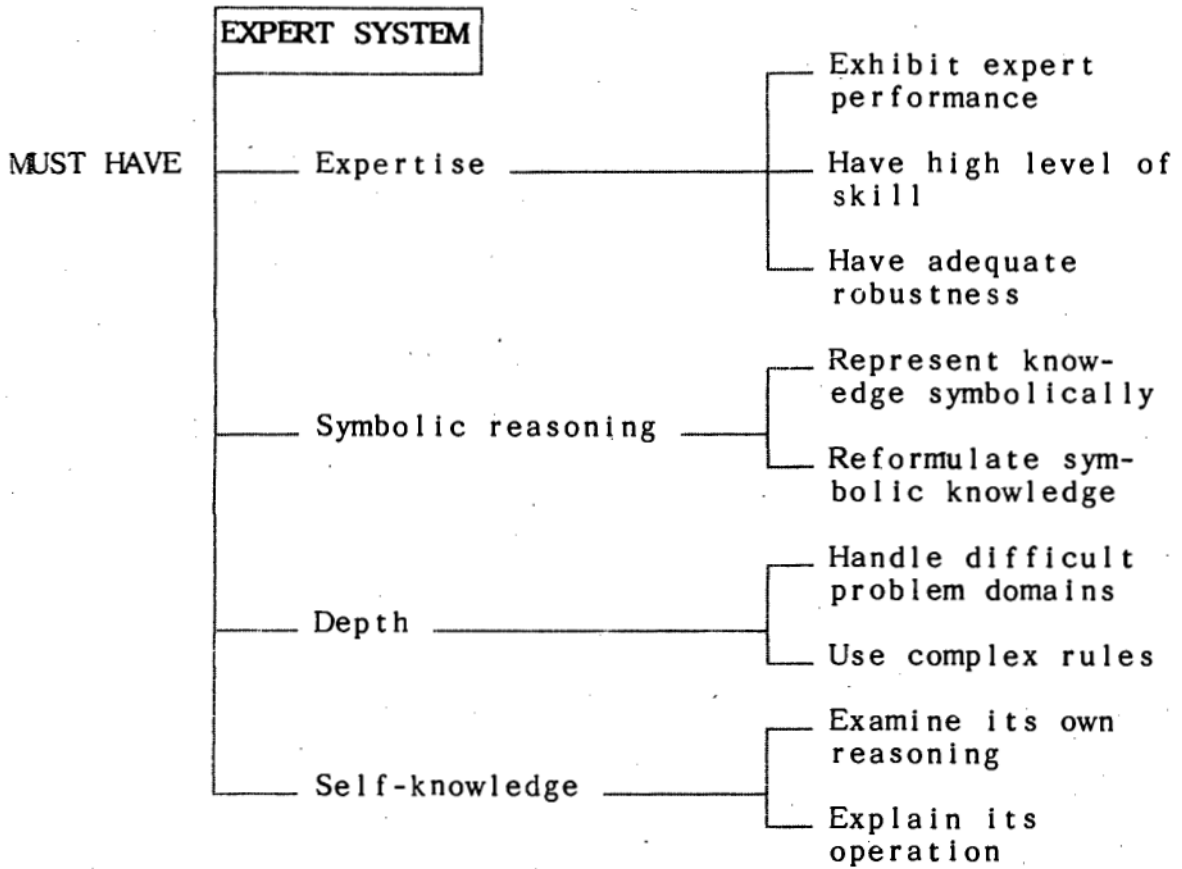 EXPERT SYSTEM
Exhibit expert
performance
MUST HAVE
Expertise
Have high level of
skill
Have adequate
robustness
Represent know-
edge symbolically
Symbolic reasoning
Reformulate sym-
bolic knowledge
Handle difficult
problem domains
Depth
Use complex rules
Examine its own
reasoning
Self-knowledge
Explain its
operation